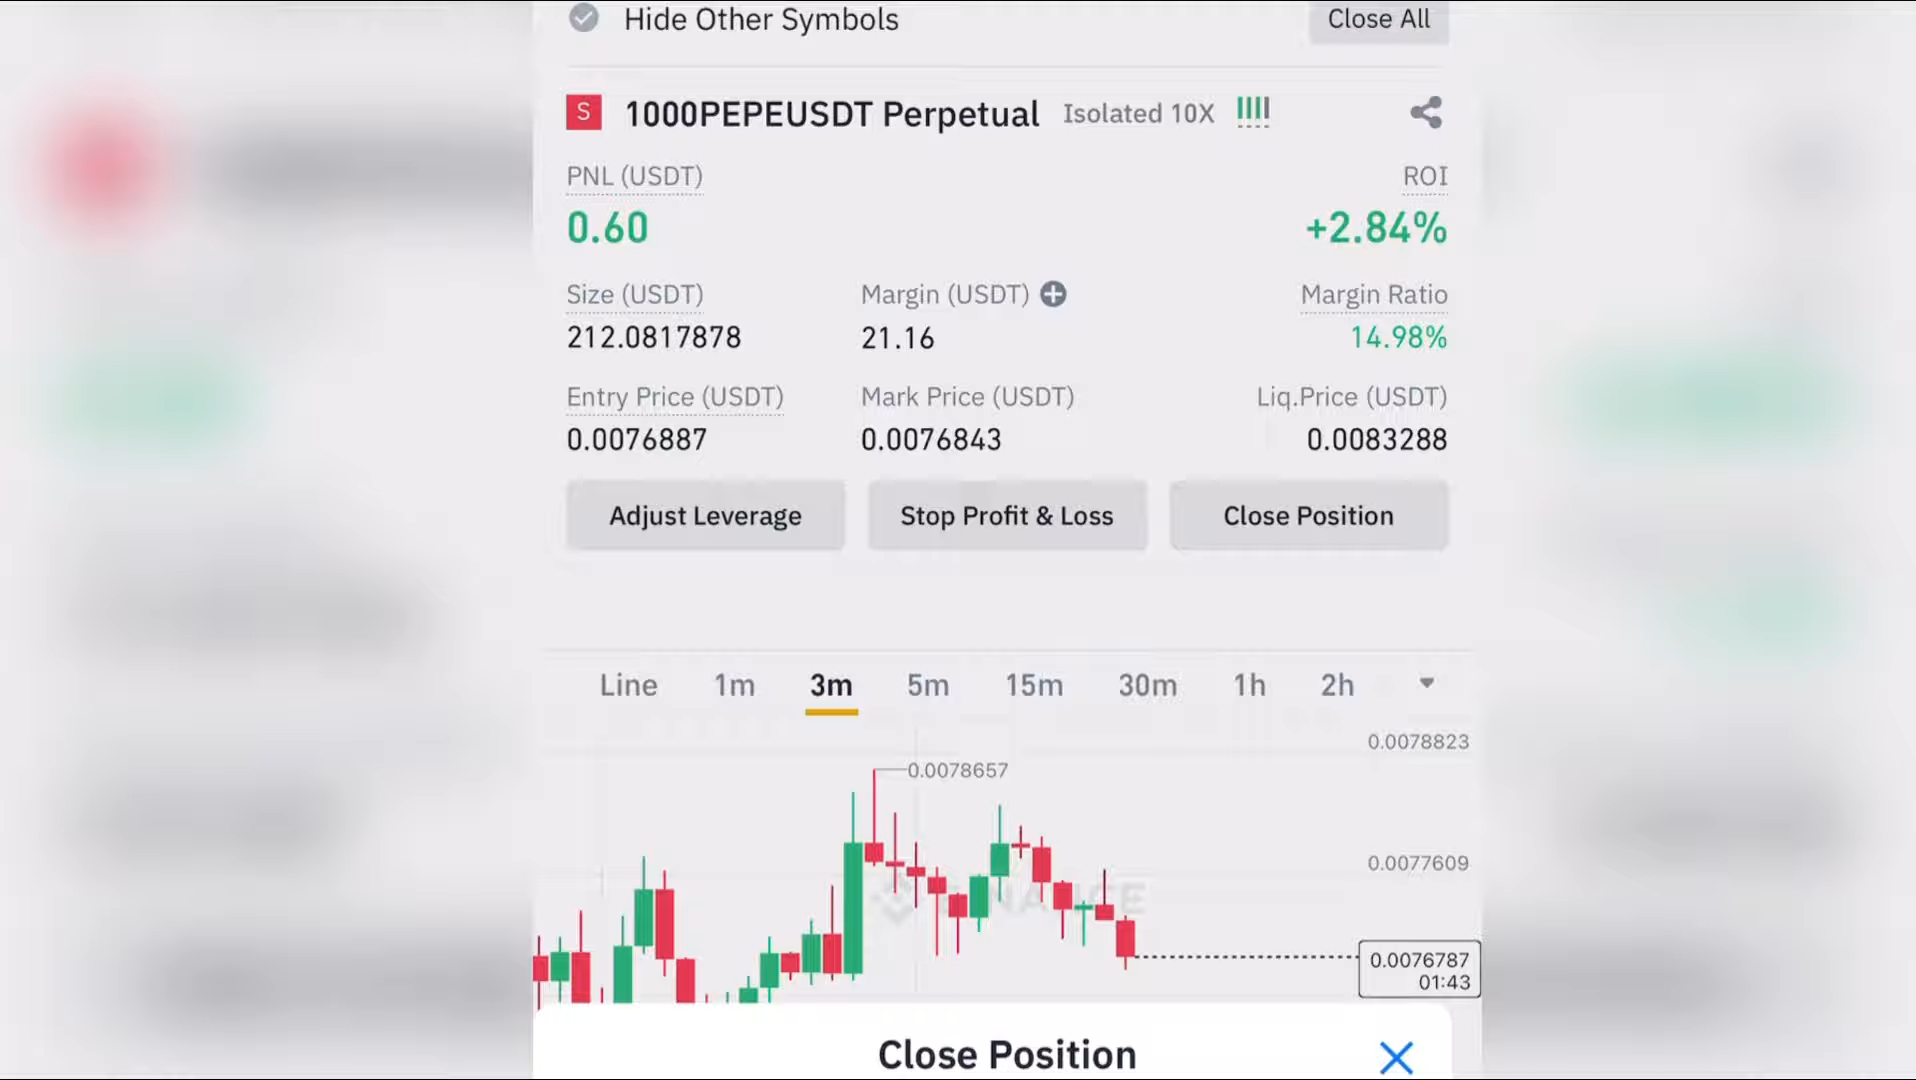 Hide Other Symbols
Close All
S 1000PEPEUSDT Perpetual Isolated 10X
PNL (USDT) ROI
0.60 +2.84%
Size (USDT) Margin (USDT) Margin Ratio
212.0817878 21.16 14.98%
Entry Price (USDT) Mark Price (USDT) Liq.Price (USDT)
0.0076887 0.0076843 0.0083288
Adjust Leverage Stop Profit & Loss Close Position
Line 1m 3m 5m 15m 30m 1h 2h
0.0078823
0.0078657
0.0077609
BINANCE
0.0076787
01:43
Close Position